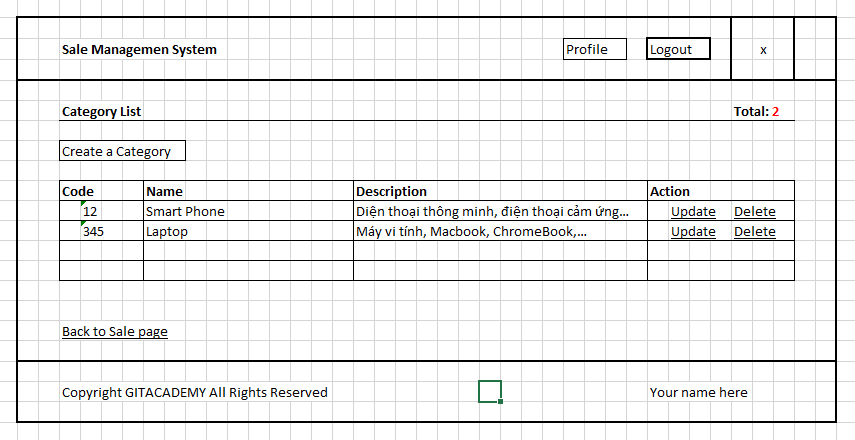 Sale Managemen System Profile Logout x
Category List Total: 2
Create a Category
Code Name Description Action
12 Smart Phone Diện thoại thông minh, điện thoại cảm ứng... Update Delete
345 Laptop Máy vi tính, Macbook, ChromeBook,... Update Delete
Back to Sale page
Copyright GITACADEMY All Rights Reserved Your name here